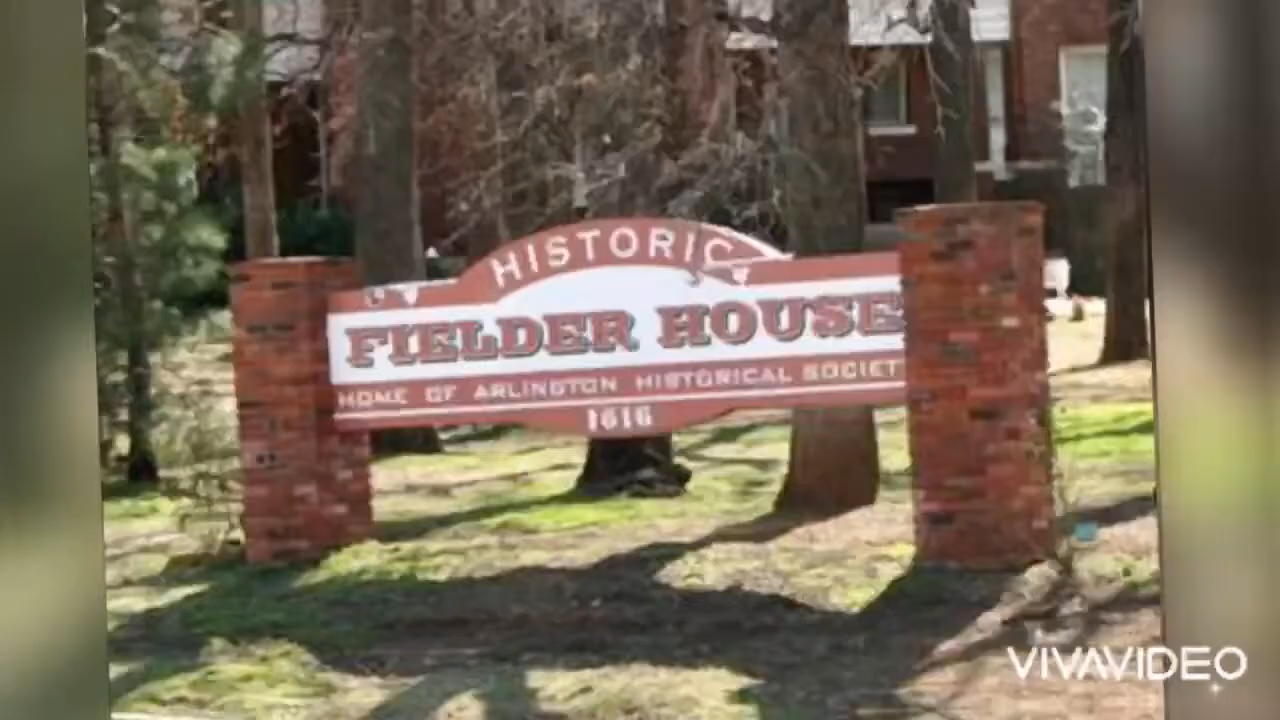 HISTORIC
FIELDER HOUSE
HOME OF ARLINGTON HISTORICAL SOCIET
1616
VIVAVIDEO